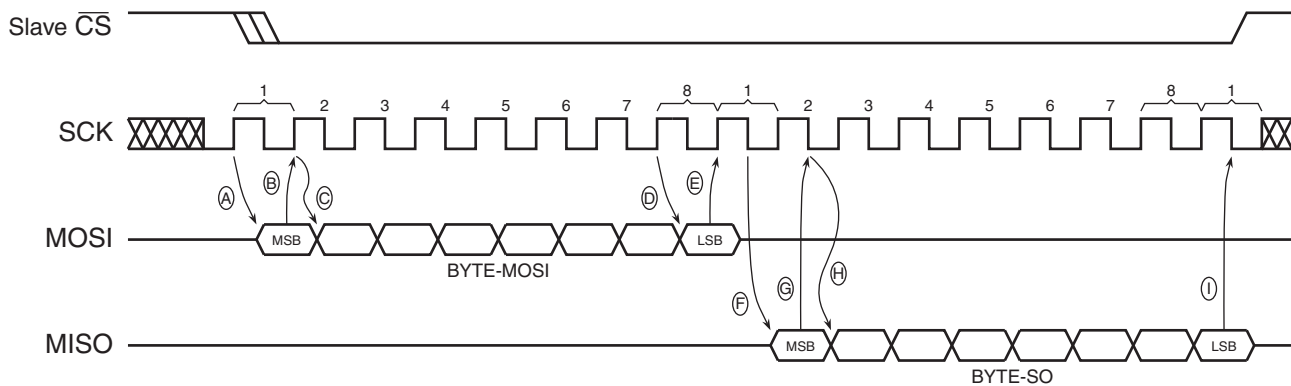 Slave CS
1 2 3 4 5 6 7 8 1 2 3 4 5 6 7 8 1
SCK
A B C D E
MOSI MSB LSB
BYTE-MOSI
F G H I
MISO MSB LSB
BYTE-SO